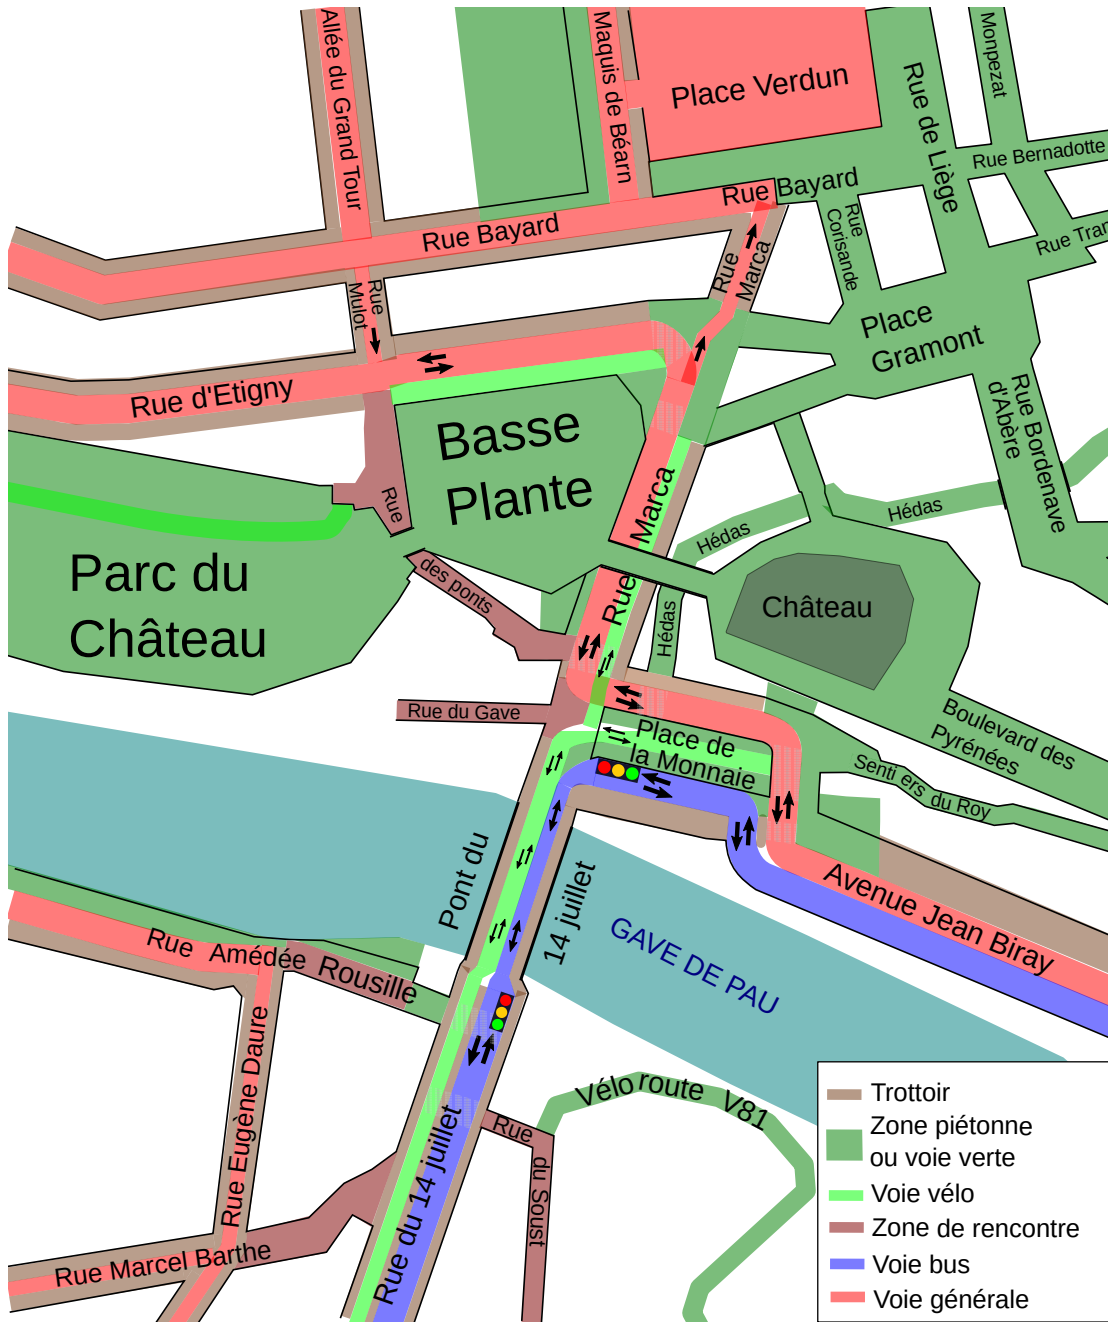 Allée du Grand Tour
Maquis de Béarn
Place Verdun
Rue de Liège
Monpezat
Rue Bernadotte
Rue Bayard
Rue Bayard
Rue
Corisande
Rue Tran
Rue
Mulot
Rue
Marca
Place
Gramont
Rue d'Etigny
Basse
Plante
Rue Bordenave
d'Abère
Rue
Marca
Hédas
Hédas
Parc du
Château
des ponts
Rue
Château
Hédas
Rue du Gave
Place de
la Monnaie
Boulevard des
Pyrénées
Sentiers du Roy
Pont du
14 juillet
Avenue Jean Biray
GAVE DE PAU
Rue Amédée Rousille
Rue Eugène Daure
Vélo route V81
Rue
du Soust
Rue du 14 juillet
Rue Marcel Barthe
Trottoir
Zone piétonne
ou voie verte
Voie vélo
Zone de rencontre
Voie bus
Voie générale